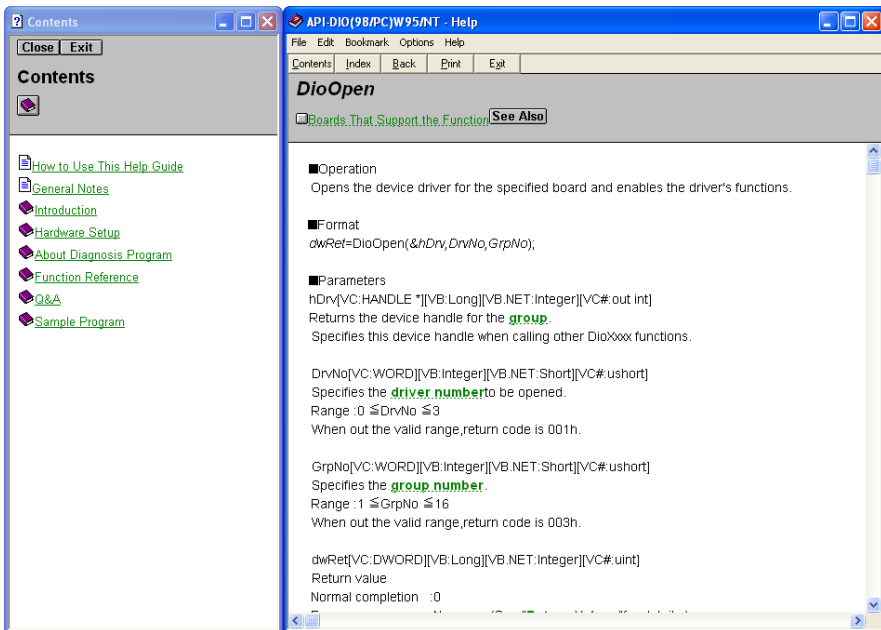 Contents
Close Exit
Contents
How to Use This Help Guide
General Notes
Introduction
Hardware Setup
About Diagnosis Program
Function Reference
Q&A
Sample Program
API-DIO(98/PC)W95/NT - Help
File Edit Bookmark Options Help
Contents Index Back Print Exit
DioOpen
Boards That Support the Function See Also
■Operation
Opens the device driver for the specified board and enables the driver's functions.
■Format
dwRet=DioOpen(&hDrv,DrvNo,GrpNo);
■Parameters
hDrv[VC:HANDLE *][VB:Long][VB.NET:Integer][VC#:out int]
Returns the device handle for the group.
Specifies this device handle when calling other DioXxxx functions.
DrvNo[VC:WORD][VB:Integer][VB.NET:Short][VC#:ushort]
Specifies the driver numberto be opened.
Range :0 ≦DrvNo ≦3
When out the valid range,return code is 001h.
GrpNo[VC:WORD][VB:Integer][VB.NET:Short][VC#:ushort]
Specifies the group number.
Range :1 ≦GrpNo ≦16
When out the valid range,return code is 003h.
dwRet[VC:DWORD][VB:Long][VB.NET:Integer][VC#:uint]
Return value
Normal completion :0